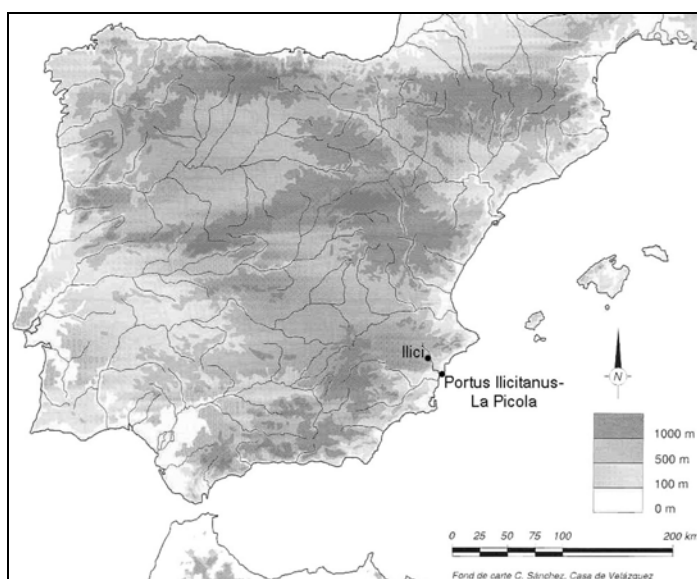 Ilici
Portus Ilicitanus-
La Picola
N
1000 m
500 m
100 m
0 m
0 25 50 75 100 200 km
Fond de carte C. Sánchez, Casa de Velázquez